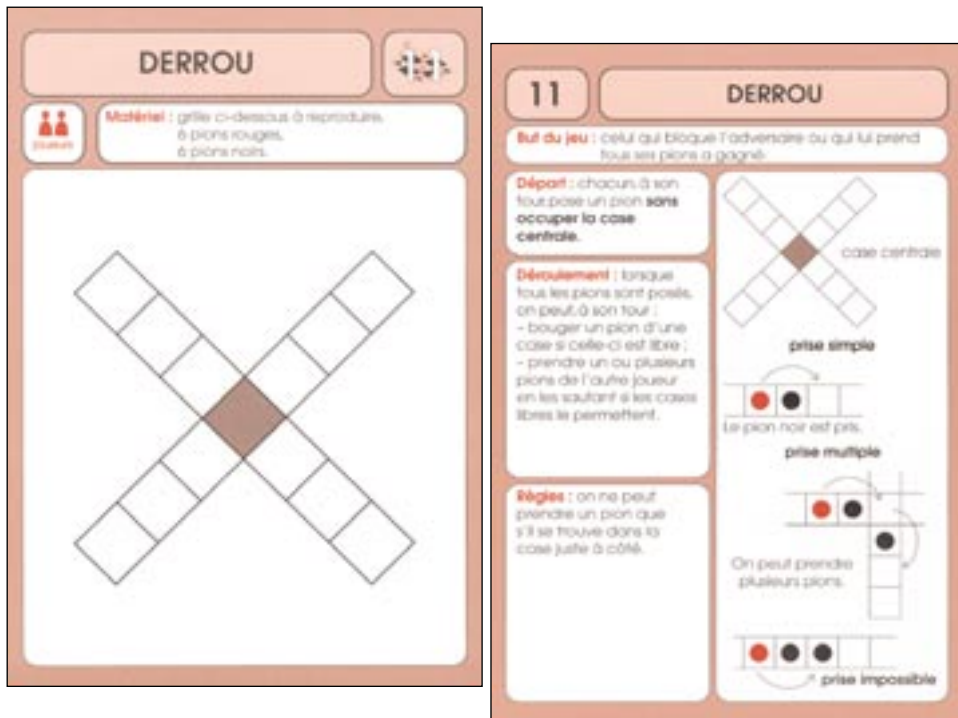 DERROU
joueurs
Matériel : grille ci-dessous à reproduire,
6 pions rouges,
6 pions noirs.
11
DERROU
But du jeu : celui qui bloque l'adversaire ou qui lui prend
tous ses pions a gagné.
Départ : chacun, à son
tour, pose un pion sans
occuper la case
centrale.
Déroulement : lorsque
tous les pions sont posés,
on peut, à son tour :
– bouger un pion d'une
case si celle-ci est libre ;
– prendre un ou plusieurs
pions de l'autre joueur
en les sautant si les cases
libres le permettent.
Règles : on ne peut
prendre un pion que
s'il se trouve dans la
case juste à côté.
case centrale
prise simple
Le pion noir est pris.
prise multiple
On peut prendre
plusieurs pions.
prise impossible